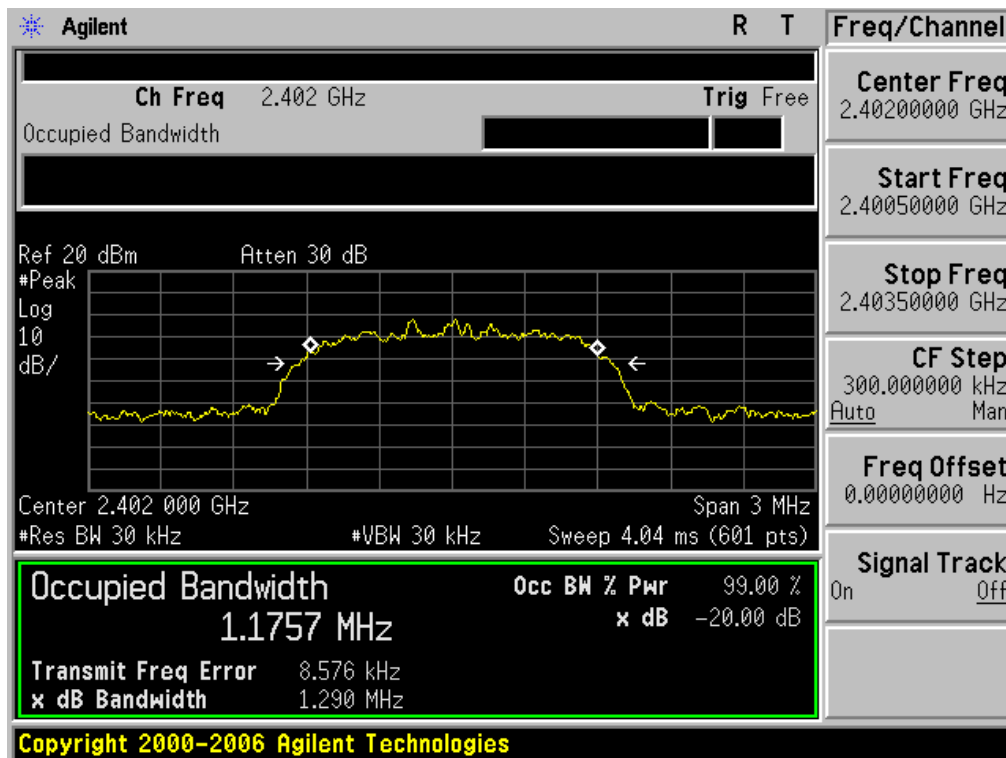 Agilent R T Freq/Channel
Ch Freq 2.402 GHz Trig Free
Occupied Bandwidth
Center Freq
2.40200000 GHz
Start Freq
2.40050000 GHz
Stop Freq
2.40350000 GHz
CF Step
300.000000 kHz
Auto Man
Freq Offset
0.00000000 Hz
Signal Track
On Off
Ref 20 dBm Atten 30 dB
#Peak
Log
10
dB/
Center 2.402 000 GHz Span 3 MHz
#Res BW 30 kHz #VBW 30 kHz Sweep 4.04 ms (601 pts)
Occupied Bandwidth Occ BW % Pwr 99.00 %
1.1757 MHz x dB -20.00 dB
Transmit Freq Error 8.576 kHz
x dB Bandwidth 1.290 MHz
Copyright 2000-2006 Agilent Technologies